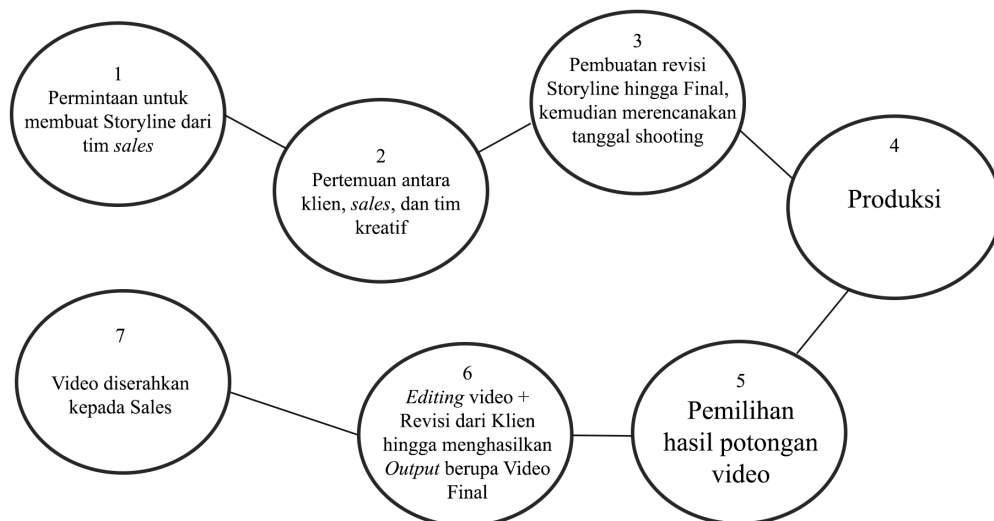 1
Permintaan untuk
membuat Storyline dari
tim sales
2
Pertemuan antara
klien, sales, dan tim
kreatif
3
Pembuatan revisi
Storyline hingga Final,
kemudian merencanakan
tanggal shooting
4
Produksi
5
Pemilihan
hasil potongan
video
6
Editing video +
Revisi dari Klien
hingga menghasilkan
Output berupa Video
Final
7
Video diserahkan
kepada Sales